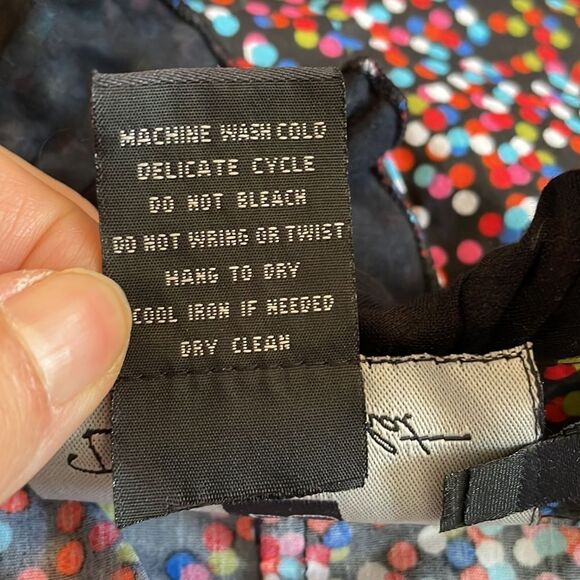 MACHINE WASH COLD
DELICATE CYCLE
DO NOT BLEACH
DO NOT WRING OR TWIST
HANG TO DRY
COOL IRON IF NEEDED
DRY CLEAN